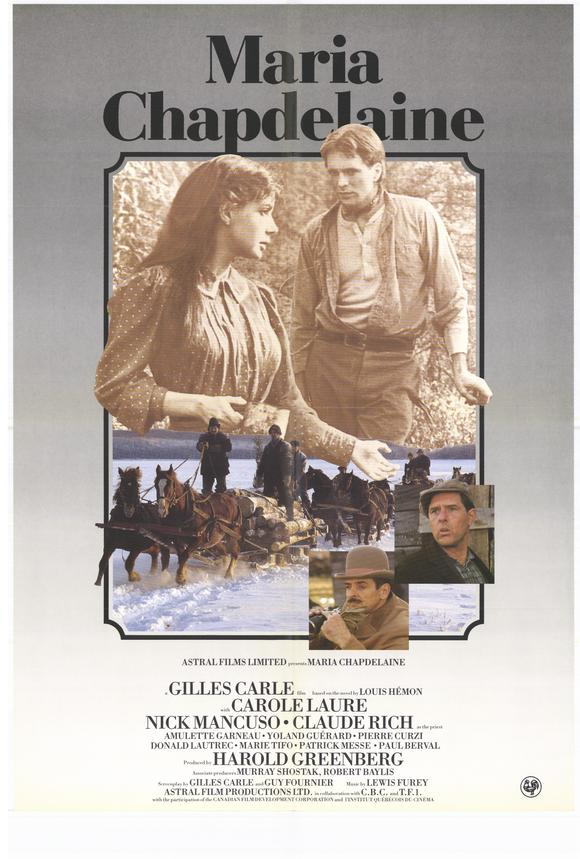 Maria
Chapdelaine
ASTRAL FILMS LIMITED presents MARIA CHAPDELAINE
a GILLES CARLE film based on the novel by LOUIS HÉMON
with CAROLE LAURE
NICK MANCUSO • CLAUDE RICH as the priest
AMULETTE GARNEAU • YOLAND GUÉRARD • PIERRE CURZI
DONALD LAUTREC • MARIE TIFO • PATRICK MESSE • PAUL BERVAL
Produced by HAROLD GREENBERG
Associate producers MURRAY SHOSTAK, ROBERT BAYLIS
Screenplay by GILLES CARLE and GUY FOURNIER Music by LEWIS FUREY
ASTRAL FILM PRODUCTIONS LTD. in collaboration with C.B.C. and T.F.1.
with the participation of the CANADIAN FILM DEVELOPMENT CORPORATION and l'INSTITUT QUÉBÉCOIS DU CINÉMA